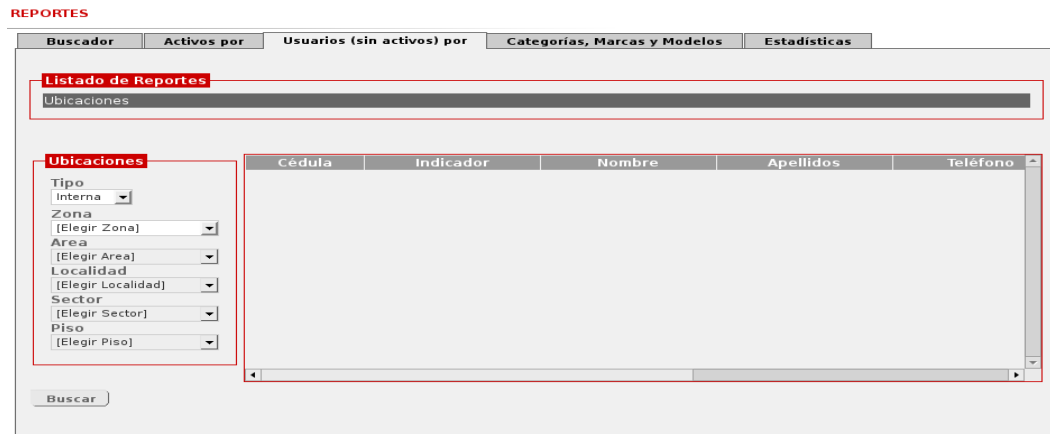 REPORTES
Buscador Activos por Usuarios (sin activos) por Categorías, Marcas y Modelos Estadísticas
Listado de Reportes
Ubicaciones
Ubicaciones
Tipo
Interna
Zona
[Elegir Zona]
Area
[Elegir Area]
Localidad
[Elegir Localidad]
Sector
[Elegir Sector]
Piso
[Elegir Piso]
Cédula Indicador Nombre Apellidos Teléfono
Buscar